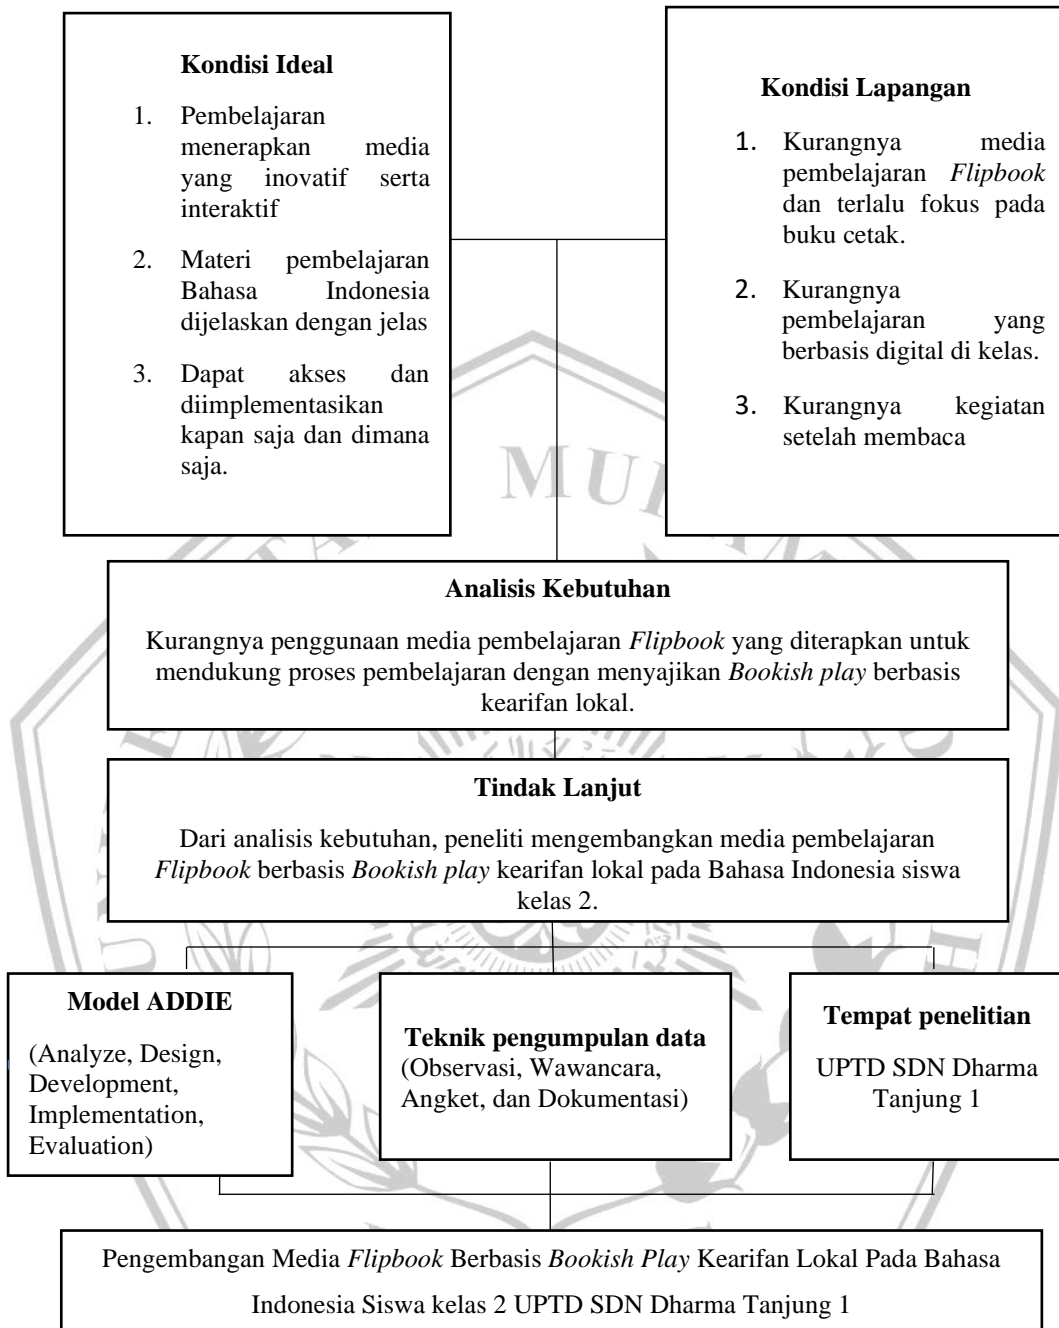 Kondisi Ideal
1. Pembelajaran
menerapkan media
yang inovatif serta
interaktif
2. Materi pembelajaran
Bahasa Indonesia
dijelaskan dengan jelas
3. Dapat akses dan
diimplementasikan
kapan saja dan dimana
saja.
Kondisi Lapangan
1. Kurangnya media
pembelajaran Flipbook
dan terlalu fokus pada
buku cetak.
2. Kurangnya
pembelajaran yang
berbasis digital di kelas.
3. Kurangnya kegiatan
setelah membaca
Analisis Kebutuhan
Kurangnya penggunaan media pembelajaran Flipbook yang diterapkan untuk
mendukung proses pembelajaran dengan menyajikan Bookish play berbasis
kearifan lokal.
Tindak Lanjut
Dari analisis kebutuhan, peneliti mengembangkan media pembelajaran
Flipbook berbasis Bookish play kearifan lokal pada Bahasa Indonesia siswa
kelas 2.
Model ADDIE
(Analyze, Design,
Development,
Implementation,
Evaluation)
Teknik pengumpulan data
(Observasi, Wawancara,
Angket, dan Dokumentasi)
Tempat penelitian
UPTD SDN Dharma
Tanjung 1
Pengembangan Media Flipbook Berbasis Bookish Play Kearifan Lokal Pada Bahasa
Indonesia Siswa kelas 2 UPTD SDN Dharma Tanjung 1